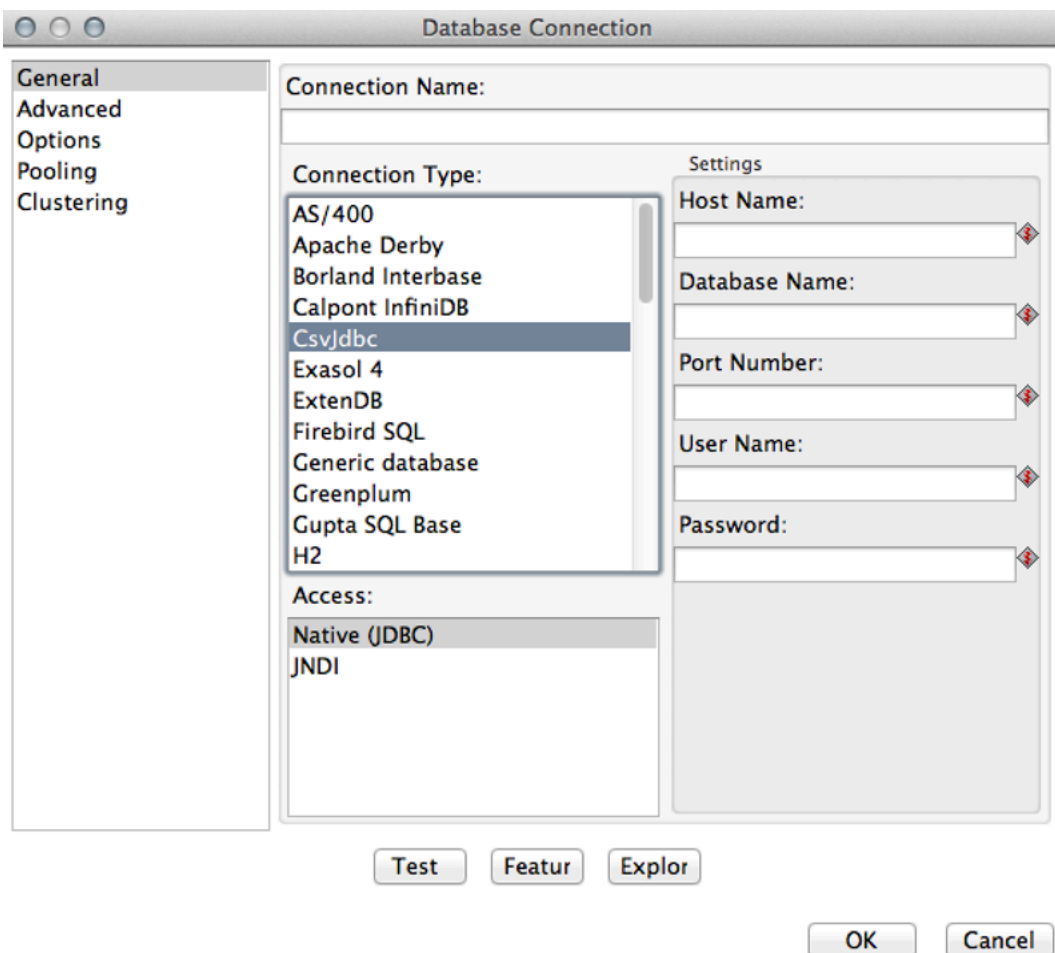 Database Connection
General
Advanced
Options
Pooling
Clustering
Connection Name:
Connection Type:
AS/400
Apache Derby
Borland Interbase
Calpont InfiniDB
CsvJdbc
Exasol 4
ExtenDB
Firebird SQL
Generic database
Greenplum
Gupta SQL Base
H2
Access:
Native (JDBC)
JNDI
Settings
Host Name:
Database Name:
Port Number:
User Name:
Password:
Test
Featur
Explor
OK
Cancel